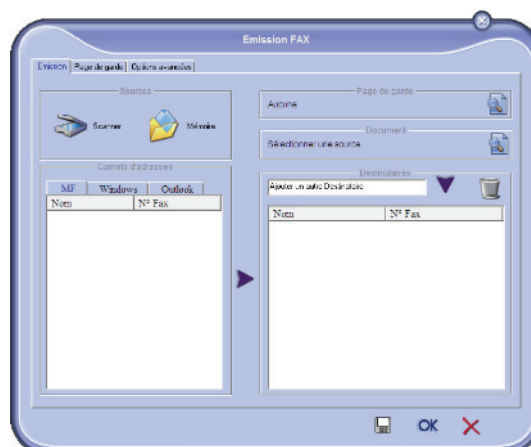 Emission FAX
Emission Page de garde Options avancées
Sources
Scanner Mémoire
Page de garde
Aucune
Document
Sélectionner une source
Carnets d'adresses
MF Windows Outlook
Nom N° Fax
Destinataires
Ajouter un autre Destinataire
Nom N° Fax
OK